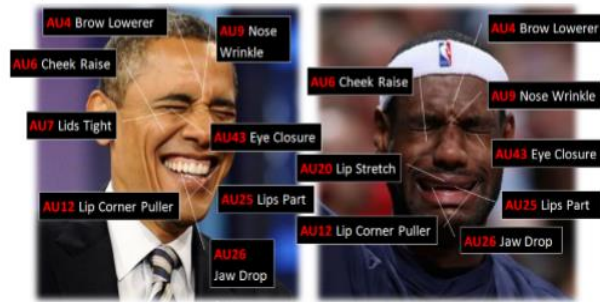 AU4 Brow Lowerer
AU9 Nose
Wrinkle
AU6 Cheek Raise
AU7 Lids Tight
AU43 Eye Closure
AU12 Lip Corner Puller
AU25 Lips Part
AU26
Jaw Drop
AU4 Brow Lowerer
AU6 Cheek Raise
AU9 Nose Wrinkle
AU43 Eye Closure
AU20 Lip Stretch
AU25 Lips Part
AU12 Lip Corner Puller
AU26 Jaw Drop